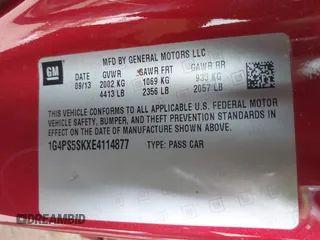 GM
MFD BY GENERAL MOTORS LLC
DATE GVWR GAWR FRT GAWR RR
09/13 2002 KG 1069 KG 933 KG
4413 LB 2356 LB 2057 LB
THIS VEHICLE CONFORMS TO ALL APPLICABLE U.S. FEDERAL MOTOR
VEHICLE SAFETY, BUMPER, AND THEFT PREVENTION STANDARDS IN
EFFECT ON THE DATE OF MANUFACTURE SHOWN ABOVE.
1G4PS5SKXE4114877 TYPE: PASS CAR
DREAMBID